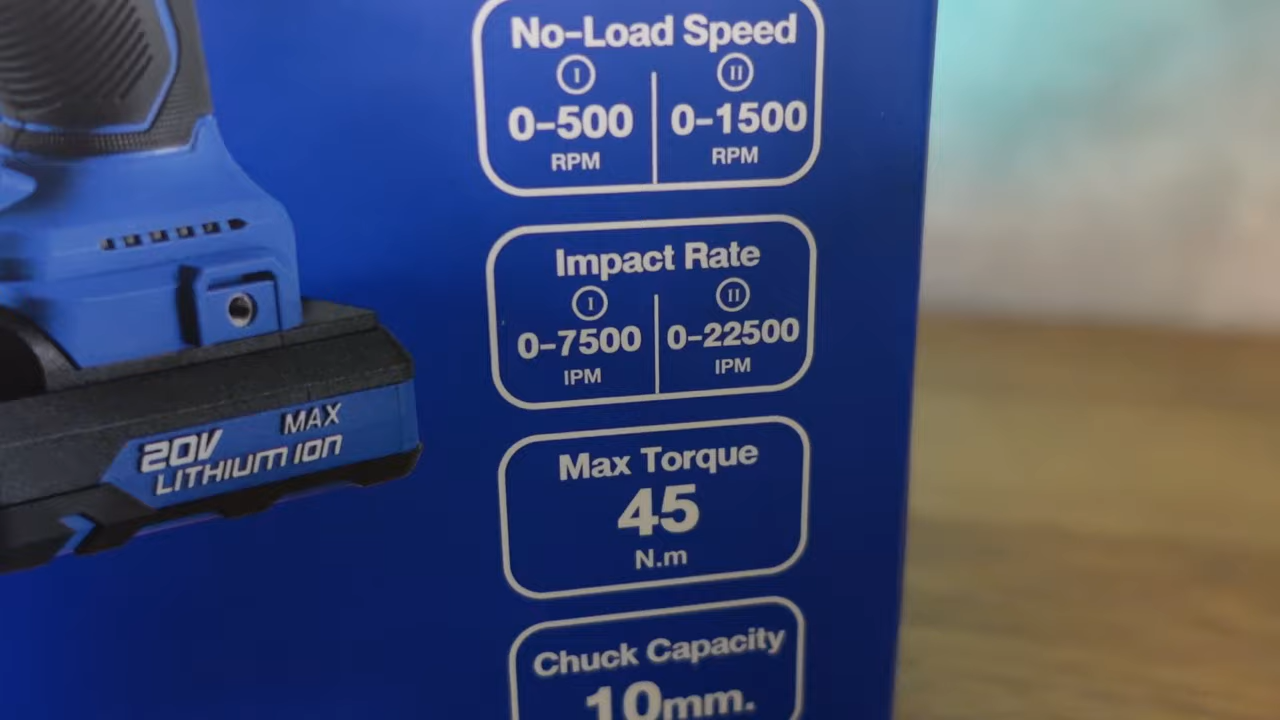 No-Load Speed
I II
0-500 0-1500
RPM RPM
Impact Rate
I II
0-7500 0-22500
IPM IPM
Max Torque
45
N.m
Chuck Capacity
10mm.
20V MAX
LITHIUM ION